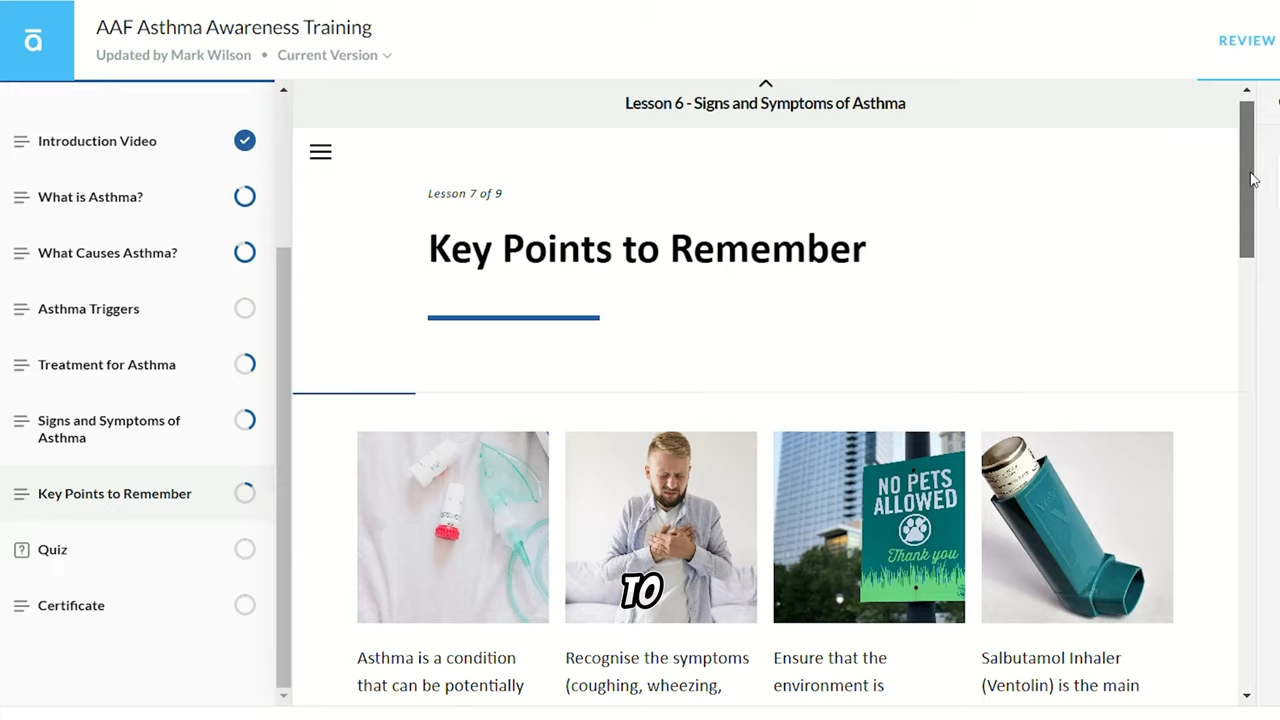 ā
AAF Asthma Awareness Training
Updated by Mark Wilson • Current Version
REVIEW
Introduction Video
What is Asthma?
What Causes Asthma?
Asthma Triggers
Treatment for Asthma
Signs and Symptoms of
Asthma
Key Points to Remember
? Quiz
Certificate
Lesson 6 - Signs and Symptoms of Asthma
Lesson 7 of 9
Key Points to Remember
NO PETS
ALLOWED
Thank you
TO
Asthma is a condition
that can be potentially
Recognise the symptoms
(coughing, wheezing,
Ensure that the
environment is
Salbutamol Inhaler
(Ventolin) is the main